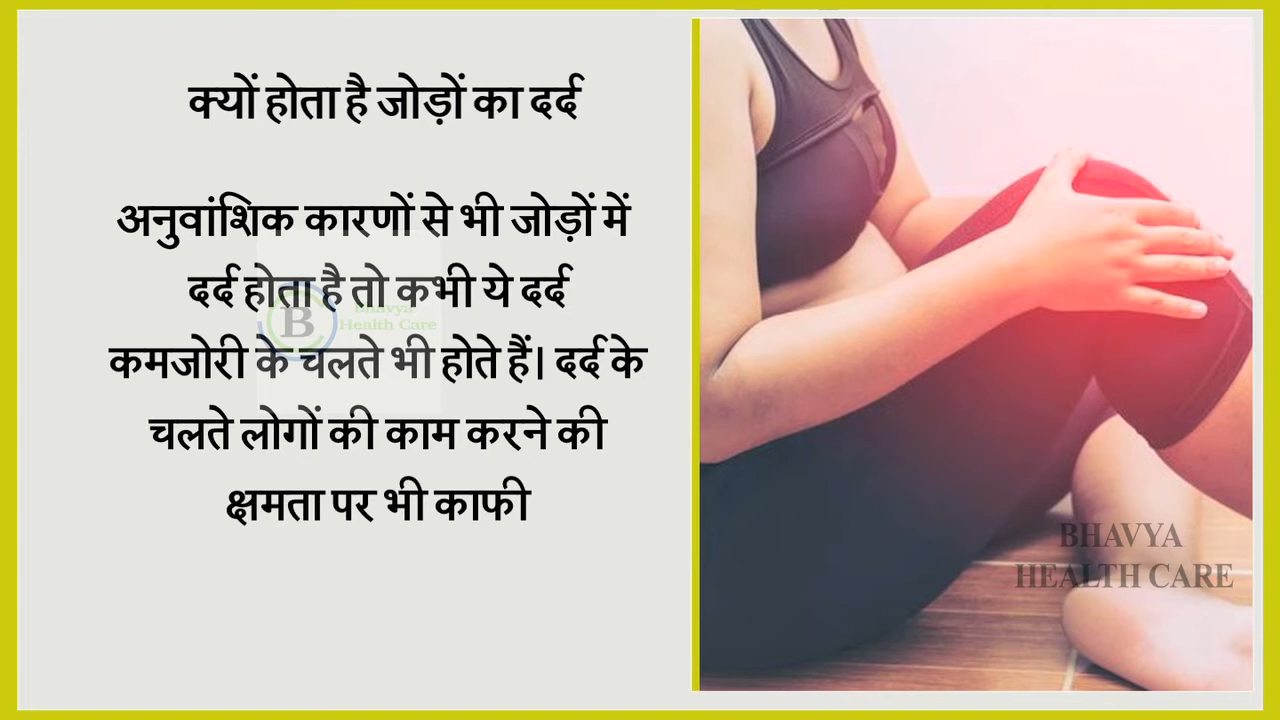 क्यों होता है जोड़ों का दर्द
अनुवांशिक कारणों से भी जोड़ों में
दर्द होता है तो कभी ये दर्द
कमजोरी के चलते भी होते हैं। दर्द के
चलते लोगों की काम करने की
क्षमता पर भी काफी
B
Bhavya
Health Care
BHAVYA
HEALTH CARE